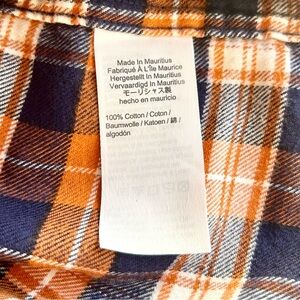 Made In Mauritius
Fabriqué À L'Île Maurice
Hergestellt In Mauritius
Vervaardigd In Mauritius
モーリシャス製
hecho en mauricio
100% Cotton / Coton /
Baumwolle / Katoen / 綿 /
algodón